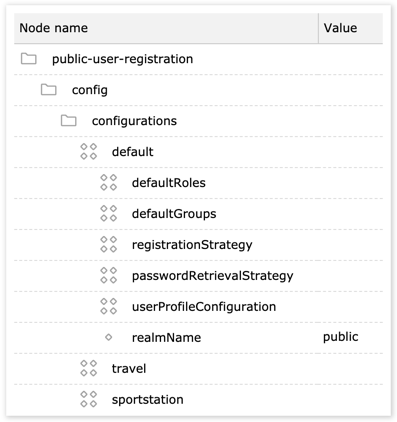 Node name Value
public-user-registration
config
configurations
default
defaultRoles
defaultGroups
registrationStrategy
passwordRetrievalStrategy
userProfileConfiguration
realmName public
travel
sportstation